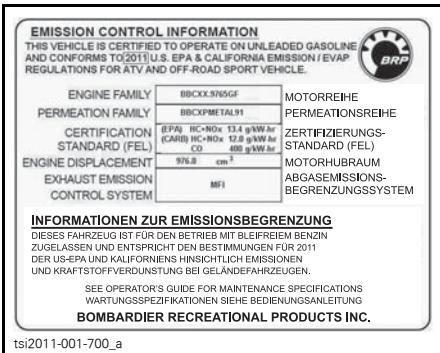 EMISSION CONTROL INFORMATION
THIS VEHICLE IS CERTIFIED TO OPERATE ON UNLEADED GASOLINE
AND CONFORMS TO 2011 U.S. EPA & CALIFORNIA EMISSION / EVAP
REGULATIONS FOR ATV AND OFF-ROAD SPORT VEHICLE.
BRP
ENGINE FAMILY BBCXX.9765GF MOTORREIHE
PERMEATION FAMILY BBCXPMETAL91 PERMEATIONSREIHE
CERTIFICATION (EPA) HC+NOx 13.4 g/kW-hr ZERTIFIZIERUNGS-
STANDARD (FEL) (CARB) HC+NOx 12.0 g/kW-hr STANDARD (FEL)
CO 400 g/kW-hr
ENGINE DISPLACEMENT 976.0 cm³ MOTORHUBRAUM
EXHAUST EMISSION MFI ABGASEMISSIONS-
CONTROL SYSTEM BEGRENZUNGSSYSTEM
INFORMATIONEN ZUR EMISSIONSBEGRENZUNG
DIESES FAHRZEUG IST FÜR DEN BETRIEB MIT BLEIFREIEM BENZIN
ZUGELASSEN UND ENTSPRICHT DEN BESTIMMUNGEN FÜR 2011
DER US-EPA UND KALIFORNIENS HINSICHTLICH EMISSIONEN
UND KRAFTSTOFFVERDUNSTUNG BEI GELÄNDEFAHRZEUGEN.
SEE OPERATOR'S GUIDE FOR MAINTENANCE SPECIFICATIONS
WARTUNGSSPEZIFIKATIONEN SIEHE BEDIENUNGSANLEITUNG
BOMBARDIER RECREATIONAL PRODUCTS INC.
tsi2011-001-700_a